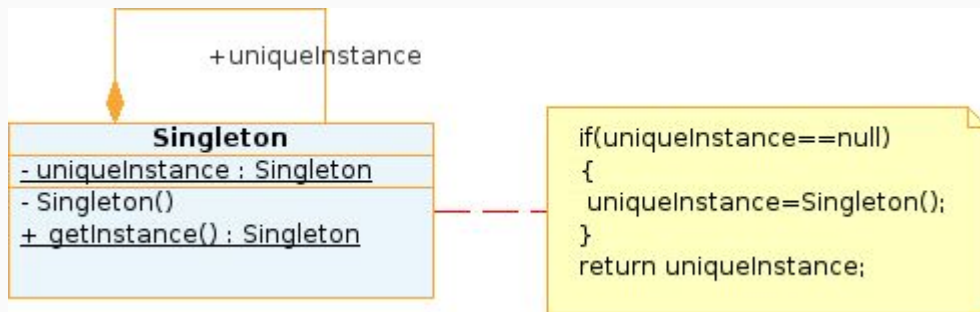 +uniqueInstance
Singleton
- uniqueInstance : Singleton
- Singleton()
+ getInstance() : Singleton
if(uniqueInstance==null)
{
uniqueInstance=Singleton();
}
return uniqueInstance;